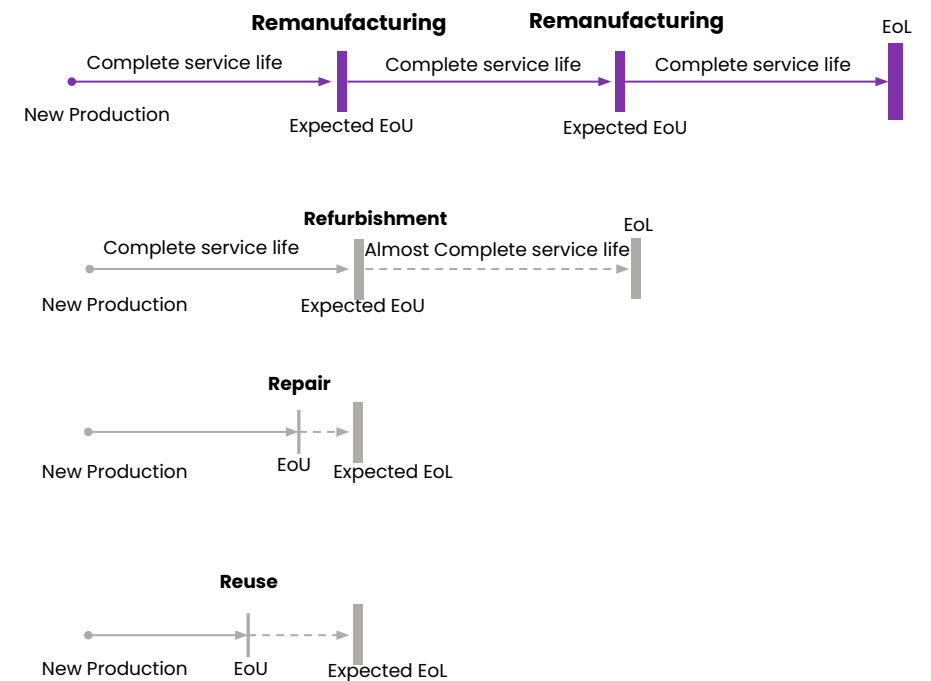 Remanufacturing
Remanufacturing
EoL
Complete service life
Complete service life
Complete service life
New Production
Expected EoU
Expected EoU
Refurbishment
EoL
Complete service life
Almost Complete service life
New Production
Expected EoU
Repair
New Production
EoU
Expected EoL
Reuse
New Production
EoU
Expected EoL